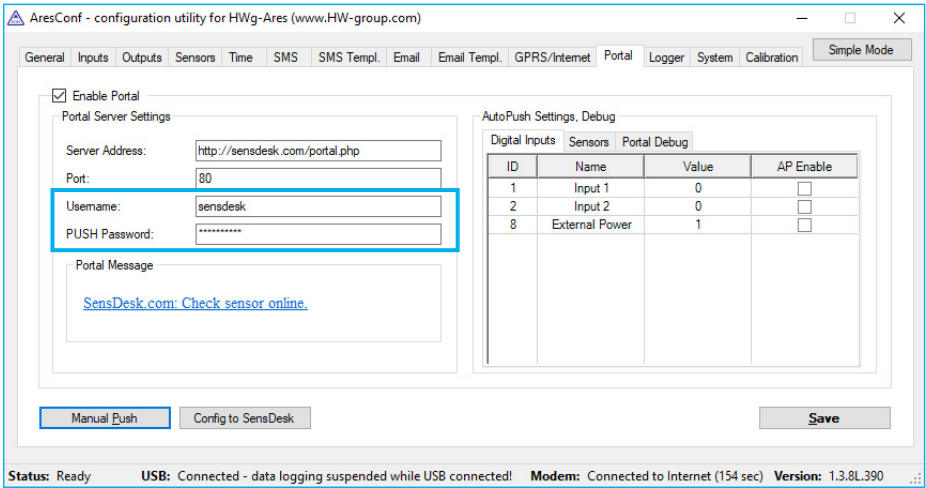 AresConf - configuration utility for HWg-Ares (www.HW-group.com)
General Inputs Outputs Sensors Time SMS SMS Templ. Email Email Templ. GPRS/Internet Portal Logger System Calibration Simple Mode
Enable Portal
Portal Server Settings
Server Address: http://sensdesk.com/portal.php
Port: 80
Username: sensdesk
PUSH Password: **********
Portal Message
SensDesk.com: Check sensor online.
AutoPush Settings, Debug
Digital Inputs Sensors Portal Debug
ID Name Value AP Enable
1 Input 1 0
2 Input 2 0
8 External Power 1
Manual Push Config to SensDesk Save
Status: Ready USB: Connected - data logging suspended while USB connected! Modem: Connected to Internet (154 sec) Version: 1.3.8L.390